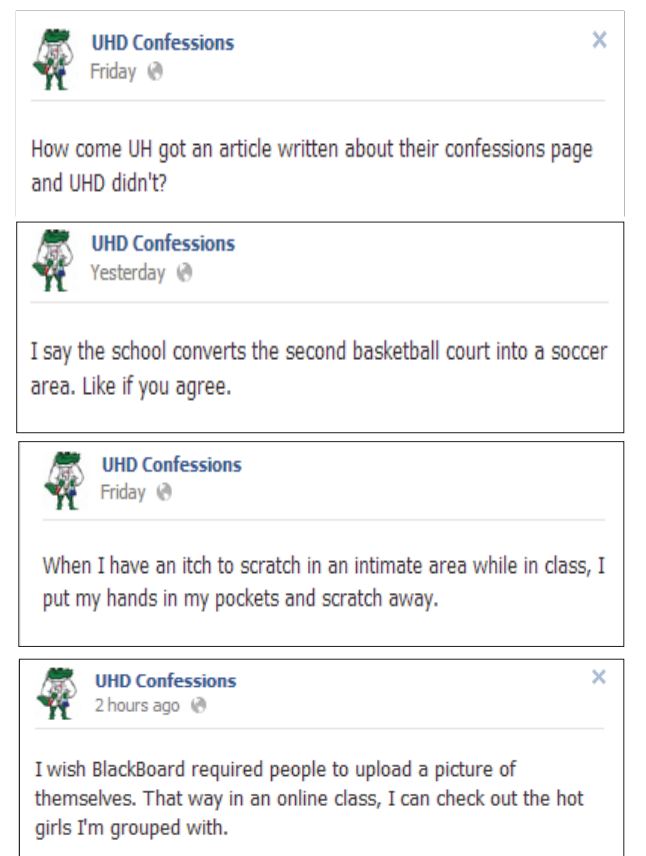 UHD Confessions
Friday
How come UH got an article written about their confessions page
and UHD didn't?
UHD Confessions
Yesterday
I say the school converts the second basketball court into a soccer
area. Like if you agree.
UHD Confessions
Friday
When I have an itch to scratch in an intimate area while in class, I
put my hands in my pockets and scratch away.
UHD Confessions
2 hours ago
I wish BlackBoard required people to upload a picture of
themselves. That way in an online class, I can check out the hot
girls I'm grouped with.